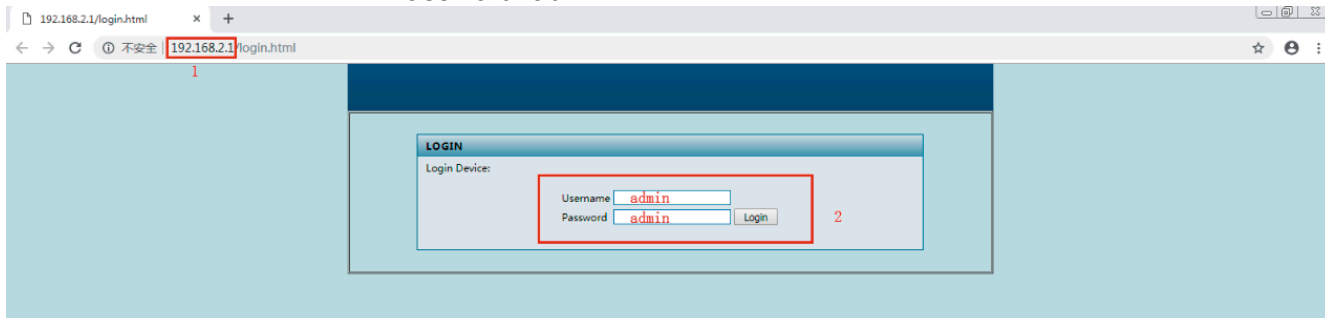 192.168.2.1/login.html
不安全 | 192.168.2.1/login.html
1
LOGIN
Login Device:
Username admin
Password admin Login 2